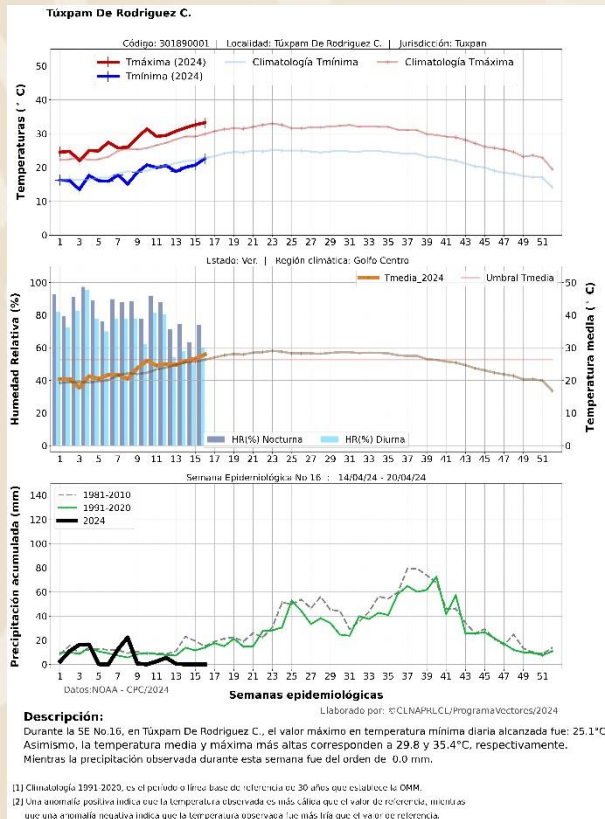 Túxpam De Rodriguez C.
Código: 301890001 | Localidad: Túxpam De Rodriguez C. | Jurisdicción: Tuxpan
Tmáxima (2024)
Climatología Tmínima
Climatología Tmáxima
Tmínima (2024)
Temperaturas (° C)
50
40
30
20
10
0
1 3 5 7 9 11 13 15 17 19 21 23 25 27 29 31 33 35 37 39 41 43 45 47 49 51
Estado: Ver. | Región climática: Golfo Centro
Tmedia_2024
Umbral Tmedia
Humedad Relativa (%)
100
80
60
40
20
0
Temperatura media (° C)
50
40
30
20
10
0
HR(%) Nocturna
HR(%) Diurna
1 3 5 7 9 11 13 15 17 19 21 23 25 27 29 31 33 35 37 39 41 43 45 47 49 51
Semana Epidemiológica No 16 : 14/04/24 - 20/04/24
1981-2010
1991-2020
2024
Precipitación acumulada (mm)
140
120
100
80
60
40
20
0
1 3 5 7 9 11 13 15 17 19 21 23 25 27 29 31 33 35 37 39 41 43 45 47 49 51
Datos:NOAA - CPC/2024
Semanas epidemiológicas
Elaborado por: ©CLNAPRLCL/ProgramaVectores/2024
Descripción:
Durante la SE No.16, en Túxpam De Rodriguez C., el valor máximo en temperatura mínima diaria alcanzada fue: 25.1°C
Asimismo, la temperatura media y máxima más altas corresponden a 29.8 y 35.4°C, respectivamente.
Mientras la precipitación observada durante esta semana fue del orden de 0.0 mm.
[1] Climatología 1991-2020, es el período o línea base de referencia de 30 años que establece la OMM.
[2] Una anomalía positiva indica que la temperatura observada es más cálida que el valor de referencia, mientras
que una anomalía negativa indica que la temperatura observada fue más fría que el valor de referencia.